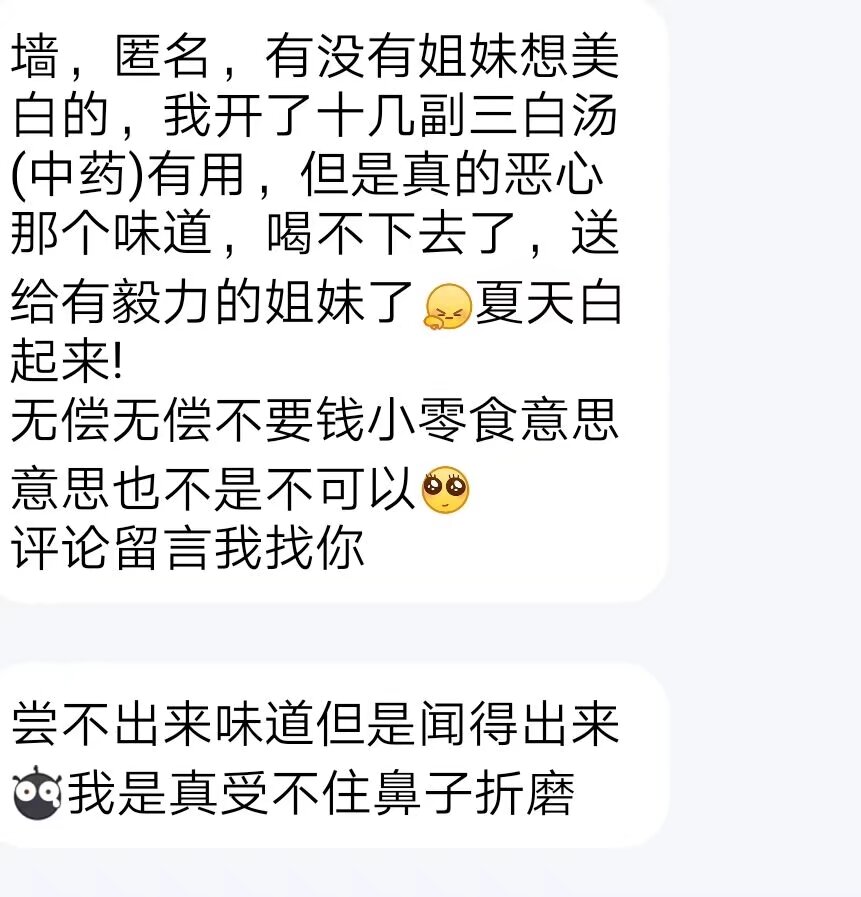 墙，匿名，有没有姐妹想美
白的，我开了十几副三白汤
(中药)有用，但是真的恶心
那个味道，喝不下去了，送
给有毅力的姐妹了夏天白
起来!
无偿无偿不要钱小零食意思
意思也不是不可以🥺
评论留言我找你
尝不出来味道但是闻得出来
我是真受不住鼻子折磨